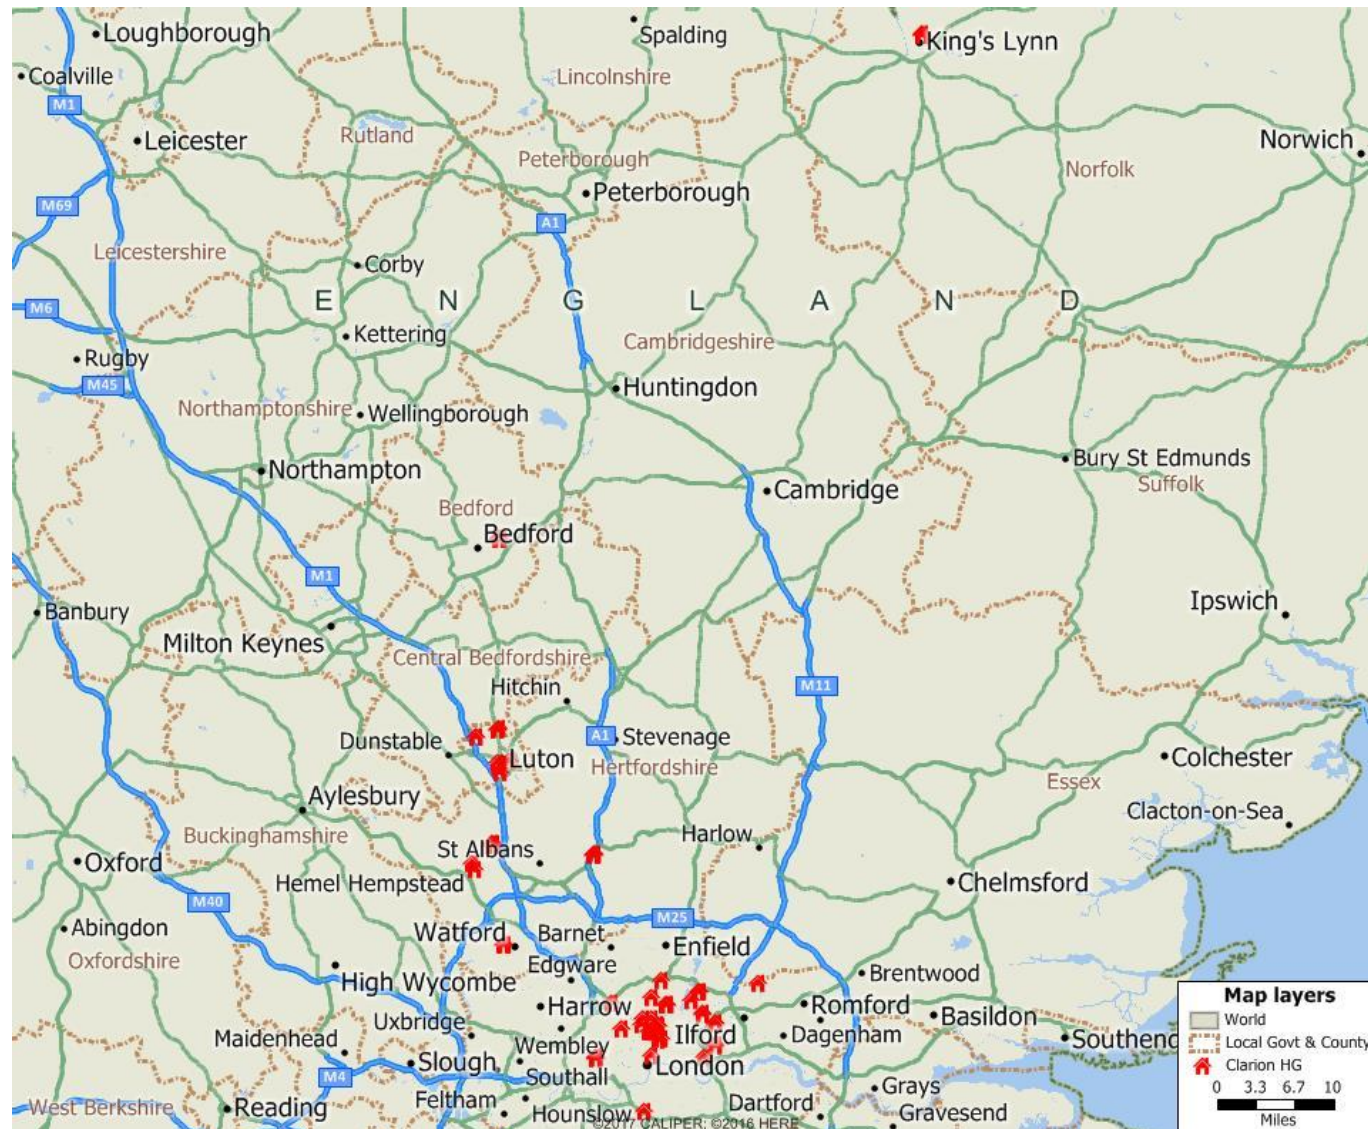 Loughborough
Spalding
King's Lynn
Coalville
Lincolnshire
M1
Leicester
Rutland
Norwich
Peterborough
Norfolk
Peterborough
M69
A1
Leicestershire
Corby
E N G L A N D
M6
Kettering
Cambridgeshire
Rugby
M45
Huntingdon
Northamptonshire
Wellingborough
Northampton
Bury St Edmunds
Suffolk
Cambridge
Bedford
Bedford
M1
Banbury
Ipswich
Milton Keynes
Central Bedfordshire
Hitchin
M11
Dunstable
A1
Stevenage
Luton
Hertfordshire
Colchester
Essex
Aylesbury
Clacton-on-Sea
Buckinghamshire
Harlow
St Albans
Oxford
Hemel Hempstead
Chelmsford
M40
M25
Abingdon
Watford
Barnet
Enfield
Oxfordshire
Edgware
Brentwood
High Wycombe
Harrow
Romford
Basildon
Uxbridge
Ilford
Dagenham
Maidenhead
Wembley
Southend
Slough
London
Southall
M4
Feltham
Grays
West Berkshire
Reading
Hounslow
Dartford
Gravesend
©2017 CALIPER; ©2016 HERE
Map layers
World
Local Govt & County
Clarion HG
0 3.3 6.7 10
Miles